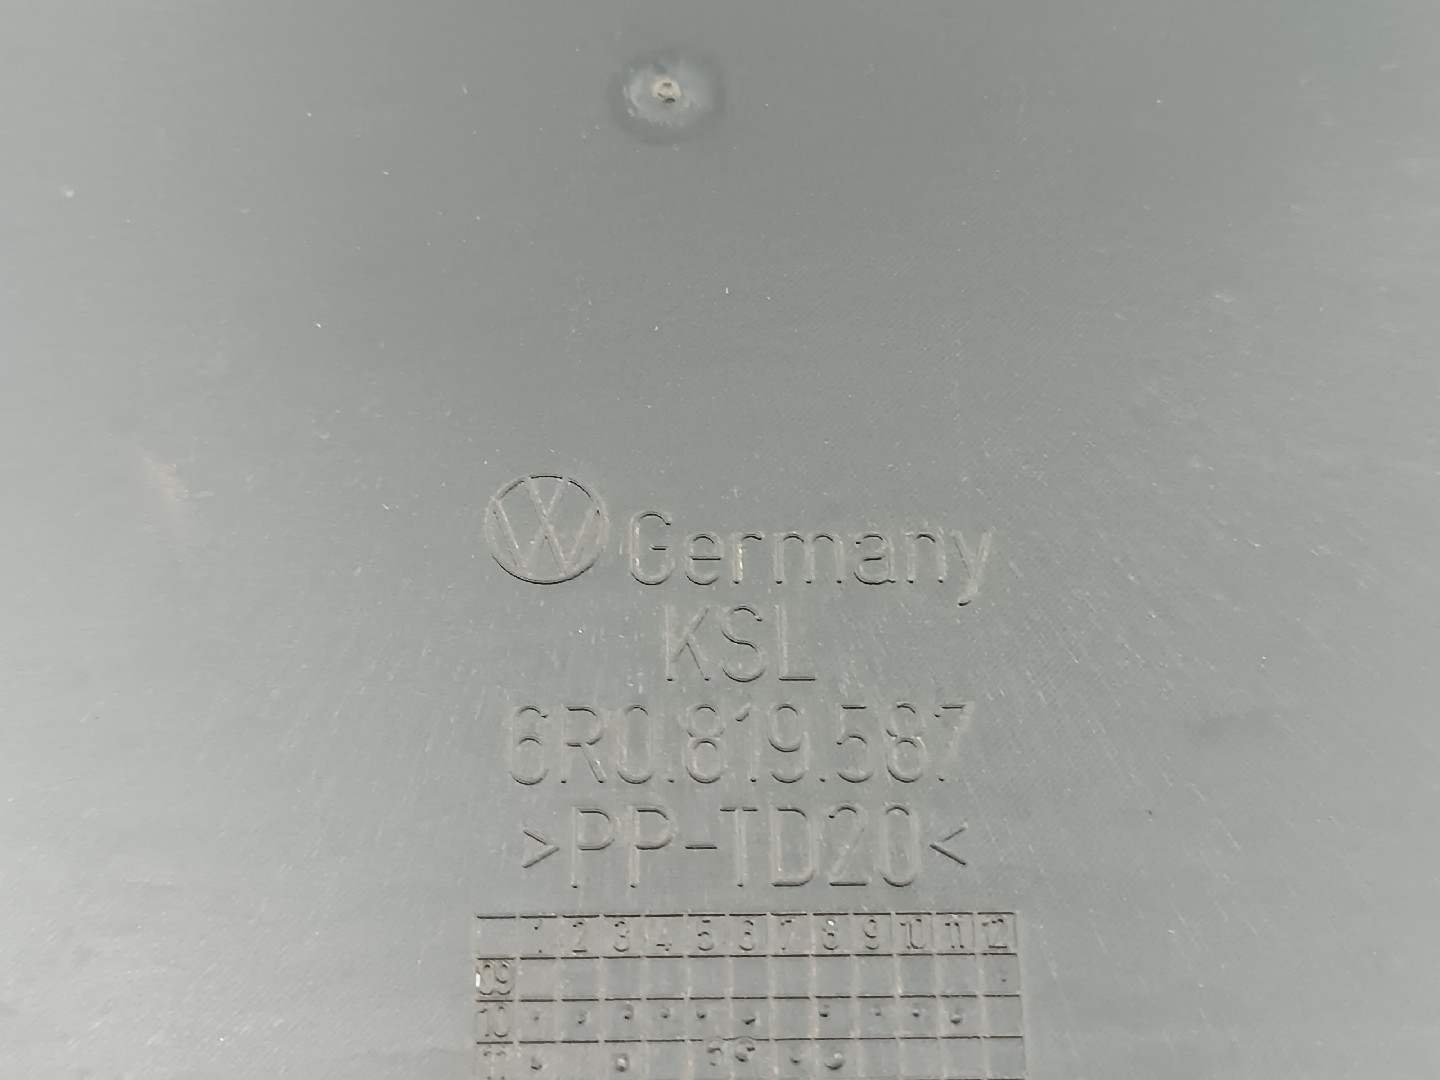 VW Germany
KSL
6R0.819.587
>PP-TD20<
1 2 3 4 5 6 7 8 9 10 11 12
09
10
11